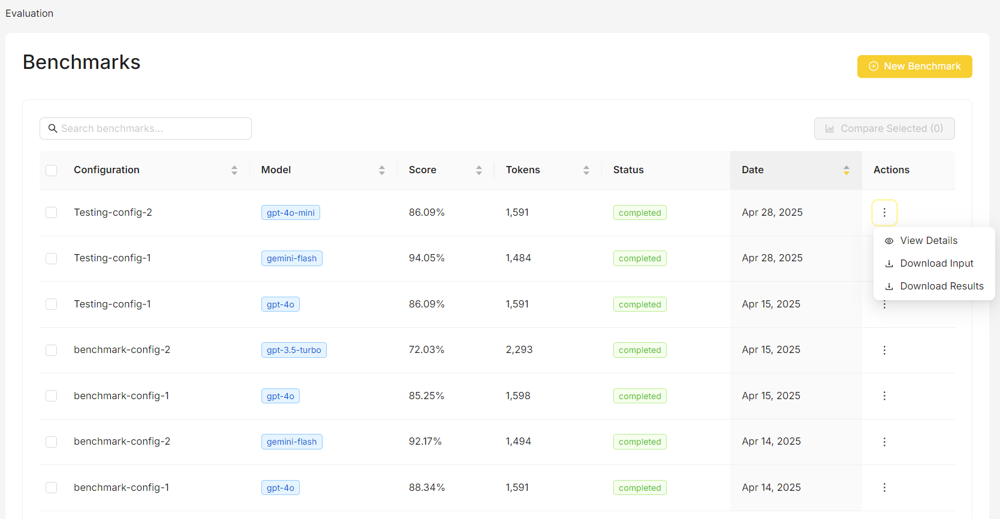 Evaluation
Benchmarks
New Benchmark
Search benchmarks...
Compare Selected (0)
Configuration Model Score Tokens Status Date Actions
Testing-config-2 gpt-4o-mini 86.09% 1,591 completed Apr 28, 2025
View Details
Testing-config-1 gemini-flash 94.05% 1,484 completed Apr 28, 2025
Download Input
Download Results
Testing-config-1 gpt-4o 86.09% 1,591 completed Apr 15, 2025
benchmark-config-2 gpt-3.5-turbo 72.03% 2,293 completed Apr 15, 2025
benchmark-config-1 gpt-4o 85.25% 1,598 completed Apr 15, 2025
benchmark-config-2 gemini-flash 92.17% 1,494 completed Apr 14, 2025
benchmark-config-1 gpt-4o 88.34% 1,591 completed Apr 14, 2025